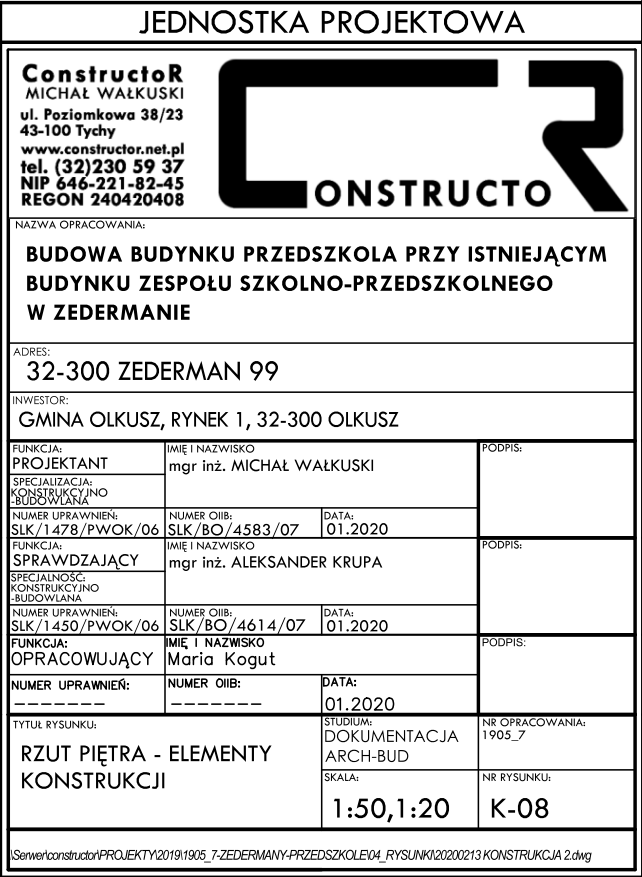 JEDNOSTKA PROJEKTOWA
ConstructoR
MICHAŁ WAŁKUSKI
ul. Poziomkowa 38/23
43-100 Tychy
www.constructor.net.pl
tel. (32)230 59 37
NIP 646-221-82-45
REGON 240420408
CONSTRUCTOR
NAZWA OPRACOWANIA:
BUDOWA BUDYNKU PRZEDSZKOLA PRZY ISTNIEJĄCYM
BUDYNKU ZESPOŁU SZKOLNO-PRZEDSZKOLNEGO
W ZEDERMANIE
ADRES:
32-300 ZEDERMAN 99
INWESTOR:
GMINA OLKUSZ, RYNEK 1, 32-300 OLKUSZ
FUNKCJA: IMIĘ I NAZWISKO PODPIS:
PROJEKTANT mgr inż. MICHAŁ WAŁKUSKI
SPECJALIZACJA:
KONSTRUKCYJNO
-BUDOWLANA
NUMER UPRAWNIEŃ: NUMER OIIB: DATA:
SLK/1478/PWOK/06 SLK/BO/4583/07 01.2020
FUNKCJA: IMIĘ I NAZWISKO PODPIS:
SPRAWDZAJĄCY mgr inż. ALEKSANDER KRUPA
SPECJALNOŚĆ:
KONSTRUKCYJNO
-BUDOWLANA
NUMER UPRAWNIEŃ: NUMER OIIB: DATA:
SLK/1450/PWOK/06 SLK/BO/4614/07 01.2020
FUNKCJA: IMIĘ I NAZWISKO PODPIS:
OPRACOWUJĄCY Maria Kogut
NUMER UPRAWNIEŃ: NUMER OIIB: DATA:
------- ------- 01.2020
TYTUŁ RYSUNKU:
RZUT PIĘTRA - ELEMENTY
KONSTRUKCJI
STUDIUM:
DOKUMENTACJA
ARCH-BUD
NR OPRACOWANIA:
1905_7
SKALA:
1:50,1:20
NR RYSUNKU:
K-08
\Serwer\constructor\PROJEKTY\2019\1905_7-ZEDERMANY-PRZEDSZKOLE\04_RYSUNKI\20200213 KONSTRUKCJA 2.dwg